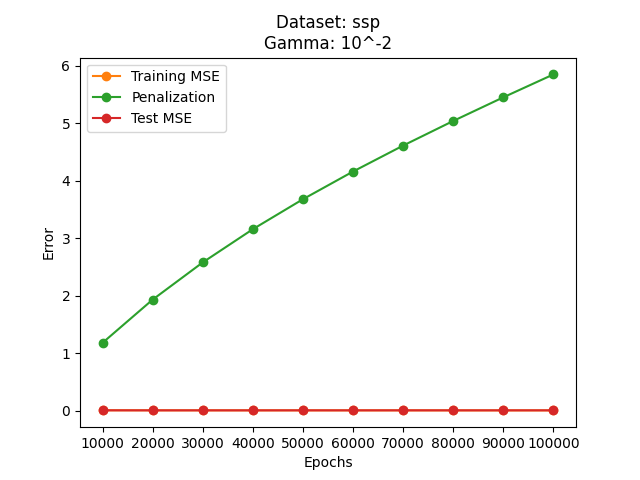 Dataset: ssp
Gamma: 10^-2
Training MSE
Penalization
Test MSE
Error
6
5
4
3
2
1
0
10000 20000 30000 40000 50000 60000 70000 80000 90000 100000
Epochs